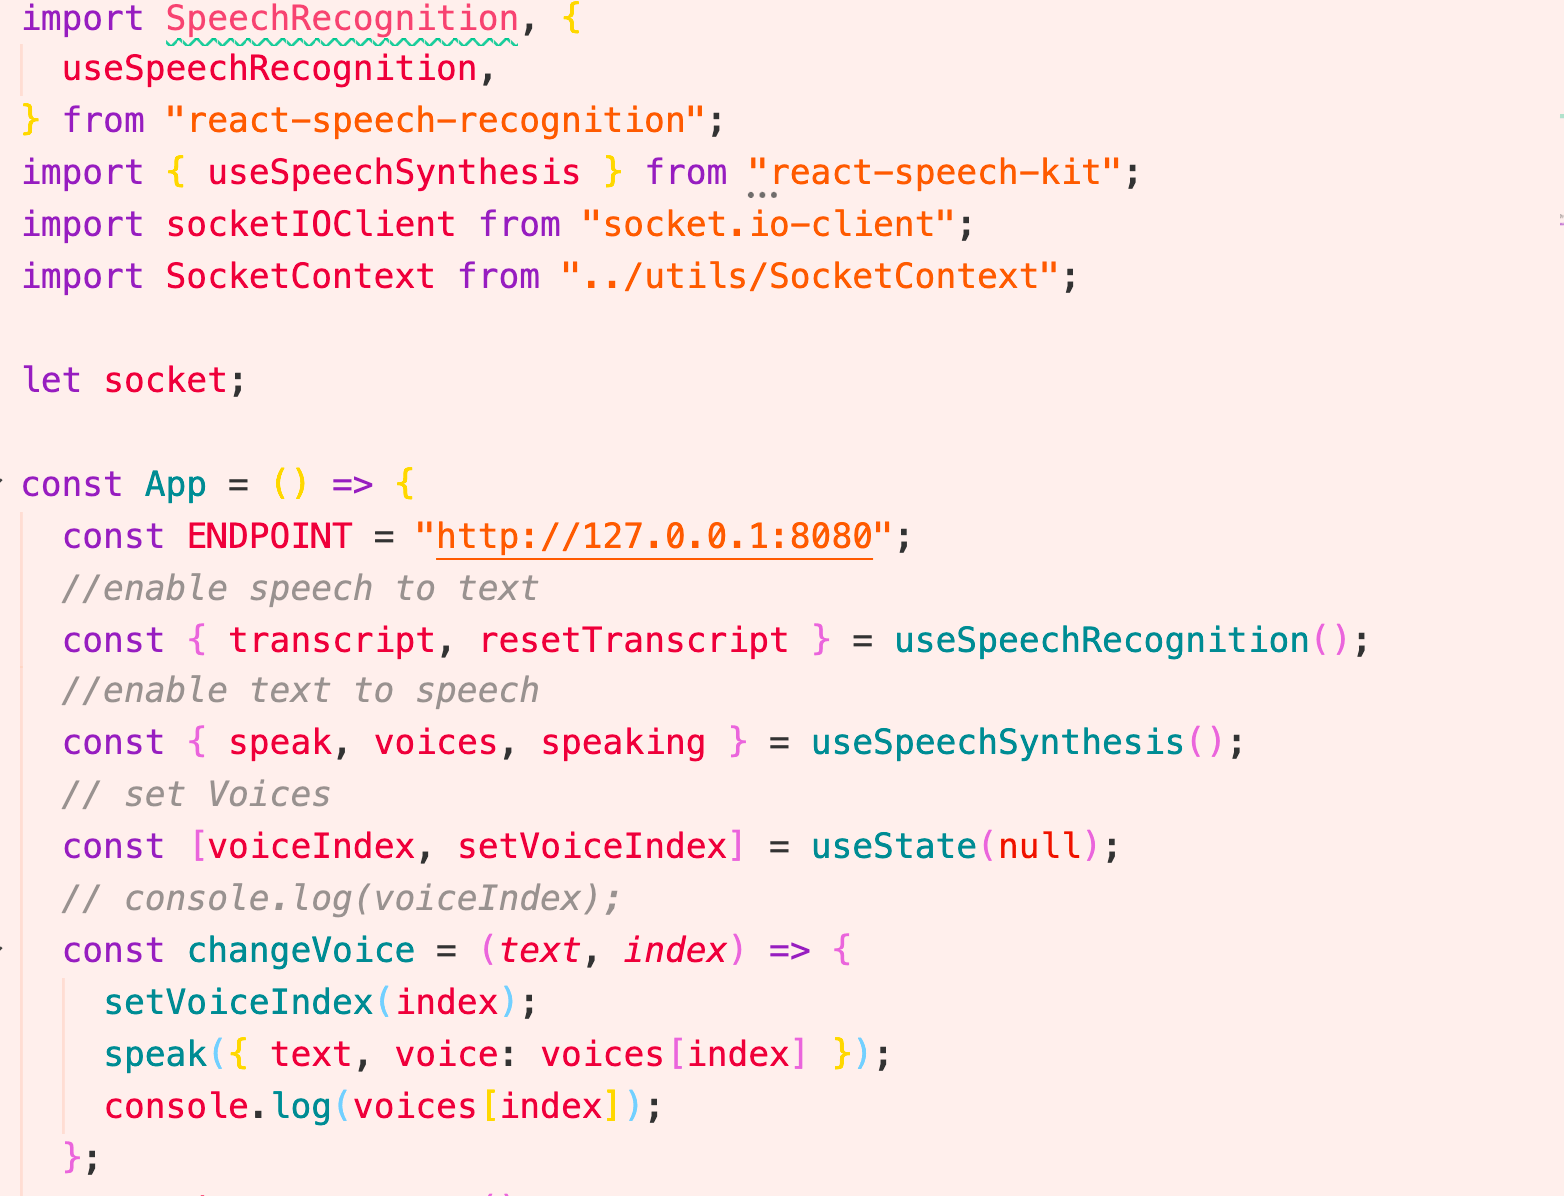 import SpeechRecognition, {
  useSpeechRecognition,
} from "react-speech-recognition";
import { useSpeechSynthesis } from "react-speech-kit";
import socketIOClient from "socket.io-client";
import SocketContext from "../utils/SocketContext";

let socket;

const App = () => {
  const ENDPOINT = "http://127.0.0.1:8080";
  //enable speech to text
  const { transcript, resetTranscript } = useSpeechRecognition();
  //enable text to speech
  const { speak, voices, speaking } = useSpeechSynthesis();
  // set Voices
  const [voiceIndex, setVoiceIndex] = useState(null);
  // console.log(voiceIndex);
  const changeVoice = (text, index) => {
    setVoiceIndex(index);
    speak({ text, voice: voices[index] });
    console.log(voices[index]);
  };